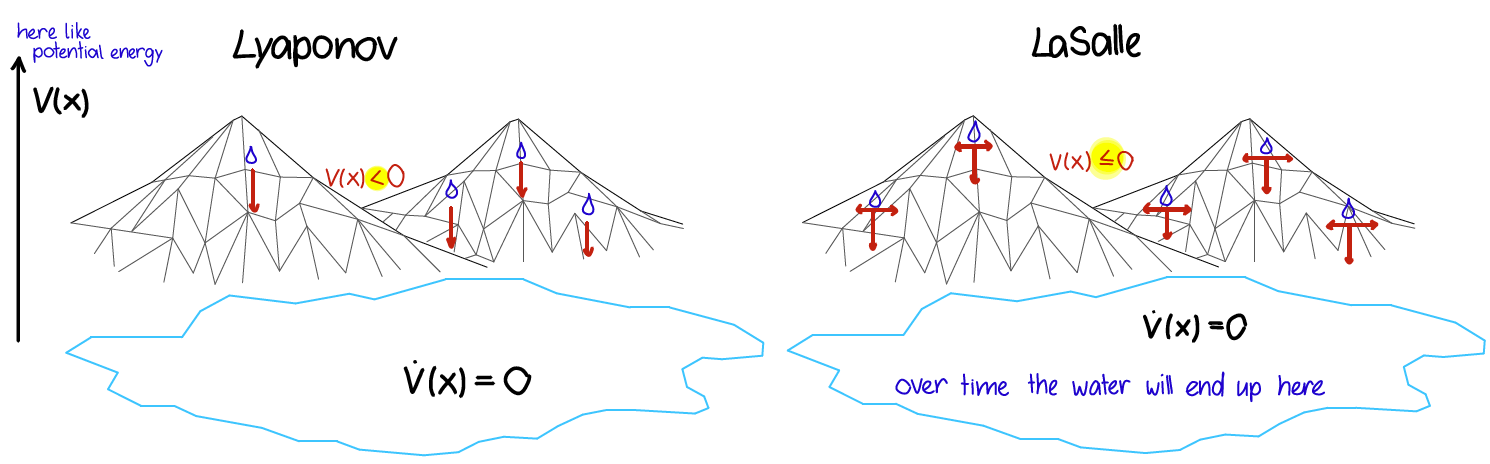 here like
potential energy
Lyaponov
LaSalle
V(x)
V(x) < 0
V(x) ≤ 0
V̇(x) = 0
V̇(x) = 0
over time the water will end up here